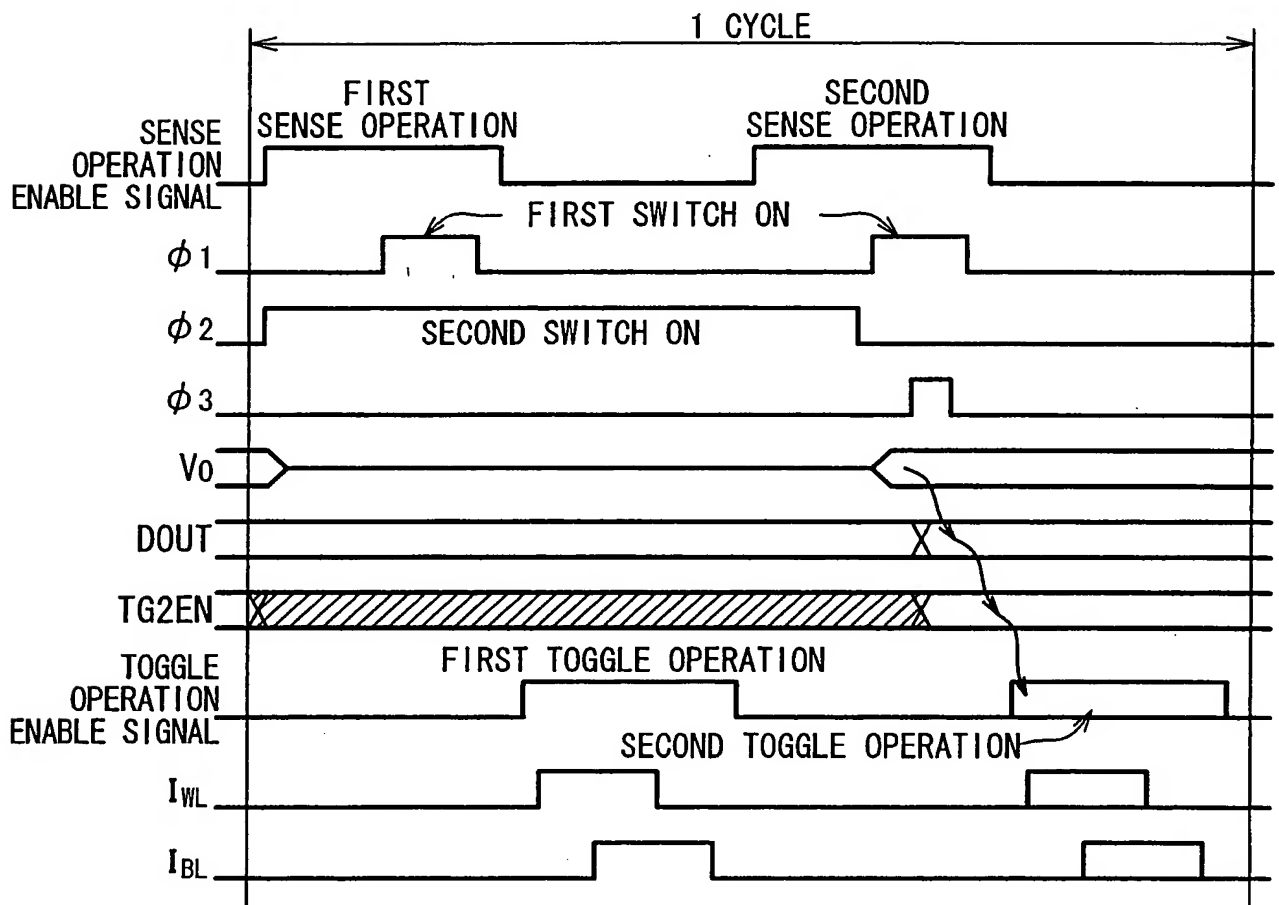 1 CYCLE
FIRST
SENSE OPERATION
SECOND
SENSE OPERATION
SENSE
OPERATION
ENABLE SIGNAL
FIRST SWITCH ON
ϕ1
ϕ2
SECOND SWITCH ON
ϕ3
Vo
DOUT
TG2EN
FIRST TOGGLE OPERATION
TOGGLE
OPERATION
ENABLE SIGNAL
SECOND TOGGLE OPERATION
IWL
IBL